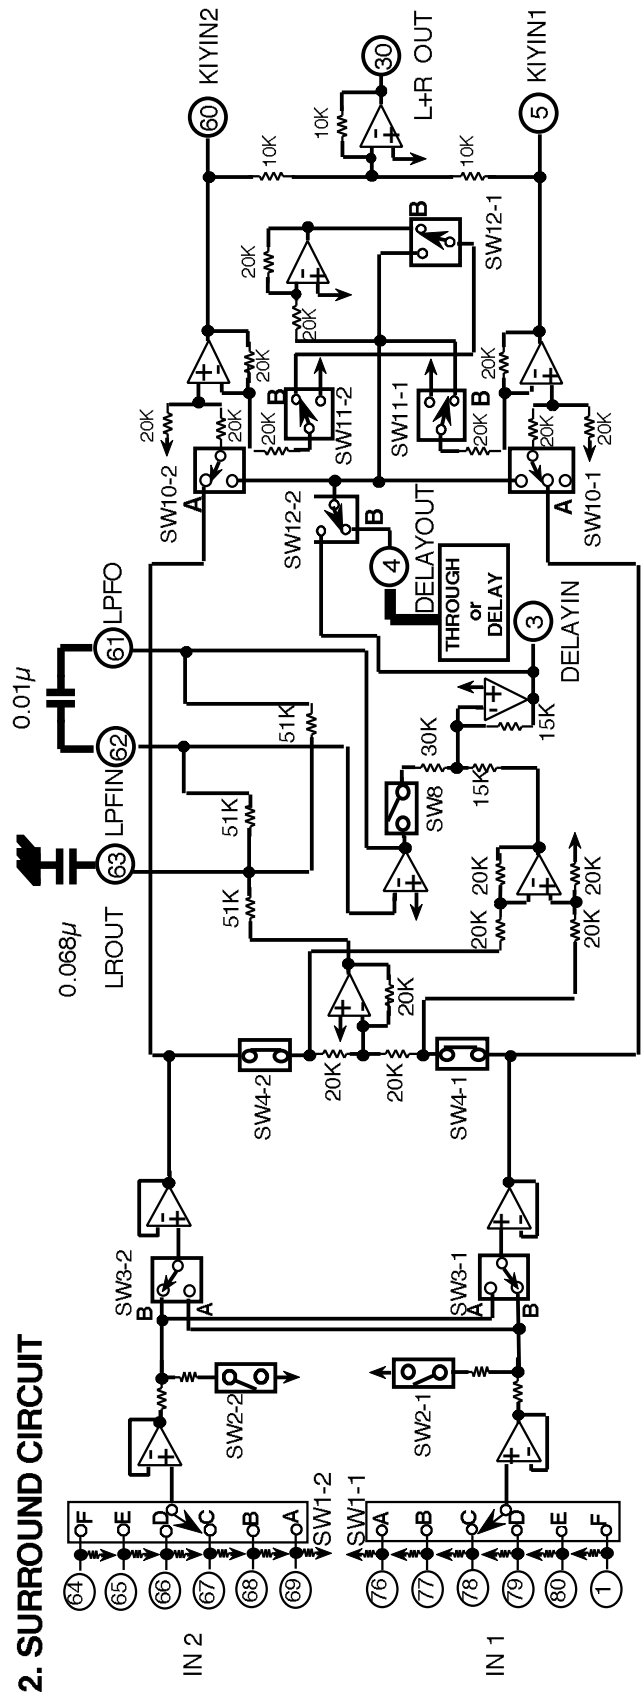 2. SURROUND CIRCUIT
IN 2
64
65
66
67
68
69
F
E
D
C
B
A
SW1-2
IN 1
76
77
78
79
80
1
A
B
C
D
E
F
SW1-1
SW2-2
SW2-1
SW3-2
B
A
SW3-1
A
B
SW4-2
20K
20K
20K
SW4-1
0.068μ
63
LROUT
62
LPFIN
0.01μ
61
LPFO
51K
51K
51K
20K
20K
20K
20K
SW8
30K
15K
15K
3
DELAYIN
THROUGH
or
DELAY
4
DELAYOUT
SW12-2
B
SW10-2
A
20K
20K
20K
20K
SW11-2
B
SW11-1
B
20K
20K
SW10-1
A
20K
20K
20K
20K
SW12-1
B
10K
10K
10K
60
KIYIN2
30
L+R OUT
5
KIYIN1